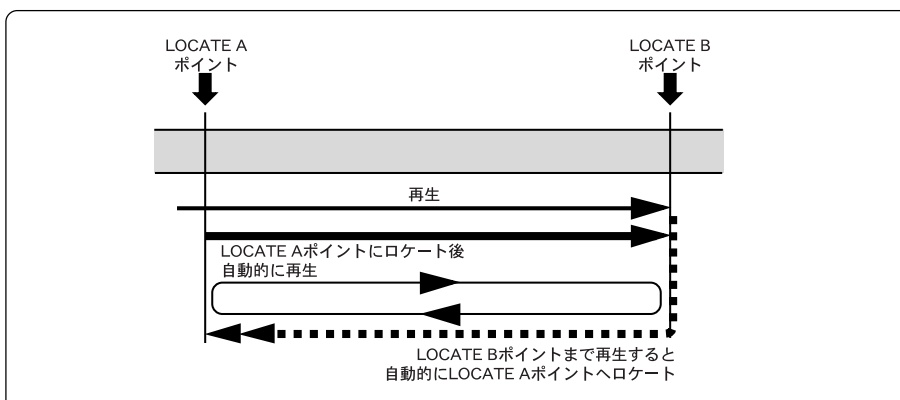 LOCATE A
ポイント
LOCATE B
ポイント
再生
LOCATE Aポイントにロケート後
自動的に再生
LOCATE Bポイントまで再生すると
自動的にLOCATE Aポイントへロケート